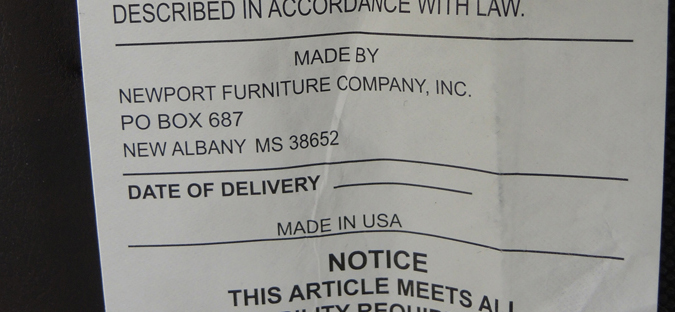 DESCRIBED IN ACCORDANCE WITH LAW.
MADE BY
NEWPORT FURNITURE COMPANY, INC.
PO BOX 687
NEW ALBANY MS 38652
DATE OF DELIVERY
MADE IN USA
NOTICE
THIS ARTICLE MEETS ALL